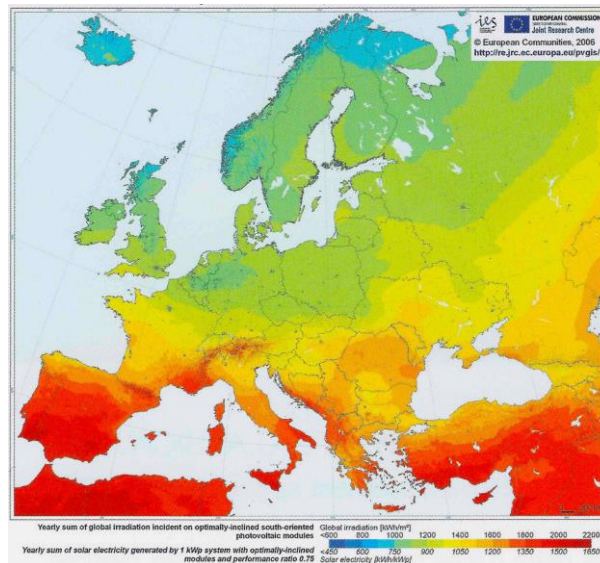 ies
EUROPEAN COMMISSION
Joint Research Centre
© European Communities, 2006
http://re.jrc.ec.europa.eu/pvgis/
Yearly sum of global irradiation incident on optimally-inclined south-oriented
photovoltaic modules
Yearly sum of solar electricity generated by 1 kWp system with optimally-inclined
modules and performance ratio 0.75
Global irradiation [kWh/m²]
<600 800 1000 1200 1400 1600 1800 2000 2200>
<450 600 750 900 1050 1200 1350 1500 1650>
Solar electricity [kWh/kWp]